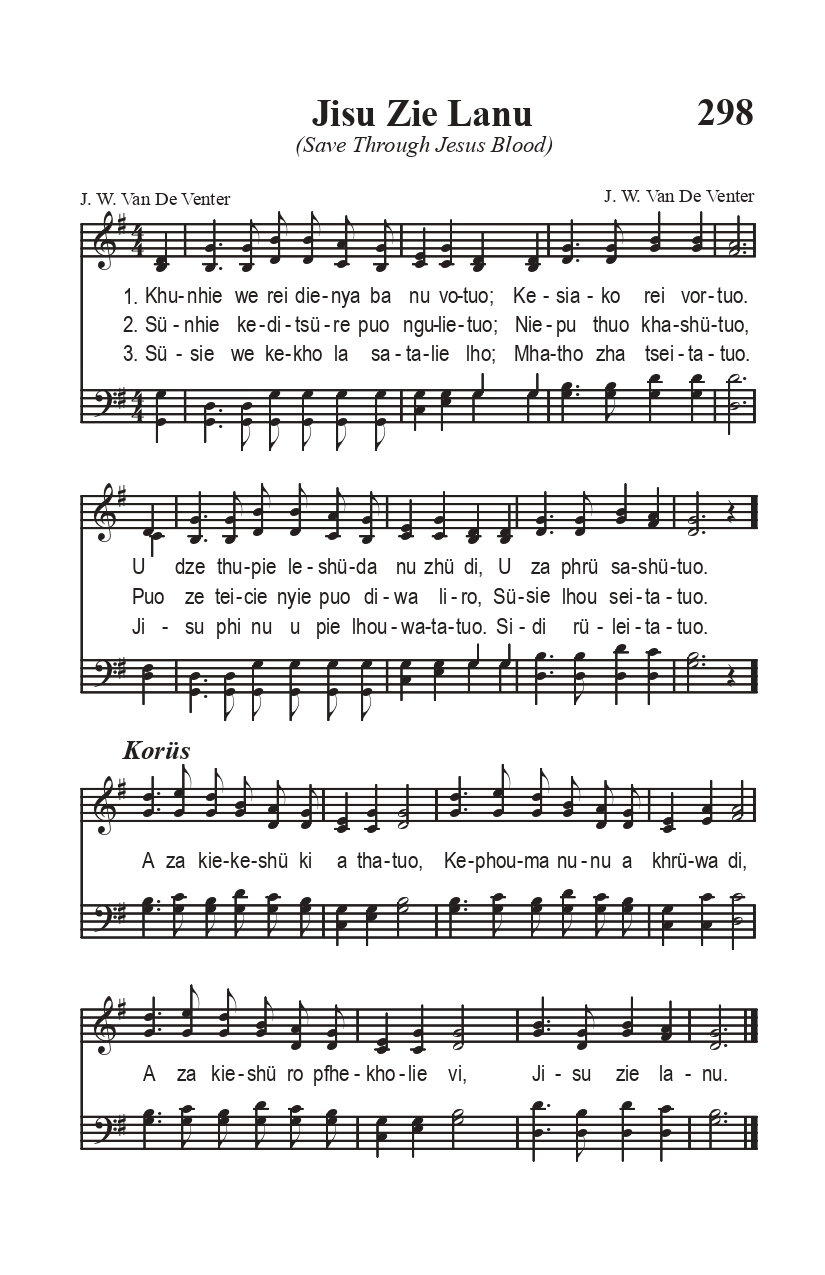 Jisu Zie Lanu 298
(Save Through Jesus Blood)
J. W. Van De Venter J. W. Van De Venter
1. Khu-nhie we rei die-nya ba nu vo-tuo; Ke - sia - ko rei vor-tuo.
2. Sü - nhie ke-di-tsü-re puo ngu-lie-tuo; Nie-pu thuo kha-shü-tuo,
3. Sü - sie we ke-kho la sa-ta-lie lho; Mha-tho zha tsei-ta-tuo.
U dze thu-pie le-shü-da nu zhü di, U za phrü sa-shü-tuo.
Puo ze tei-cie nyie puo di-wa li-ro, Sü-sie lhou sei-ta-tuo.
Ji - su phi nu u pie lhou-wa-ta-tuo. Si-di rü-lei-ta-tuo.
Korüs
A za kie-ke-shü ki a tha-tuo, Ke-phou-ma nu-nu a khrü-wa di,
A za kie-shü ro pfhe-kho-lie vi, Ji - su zie la - nu.